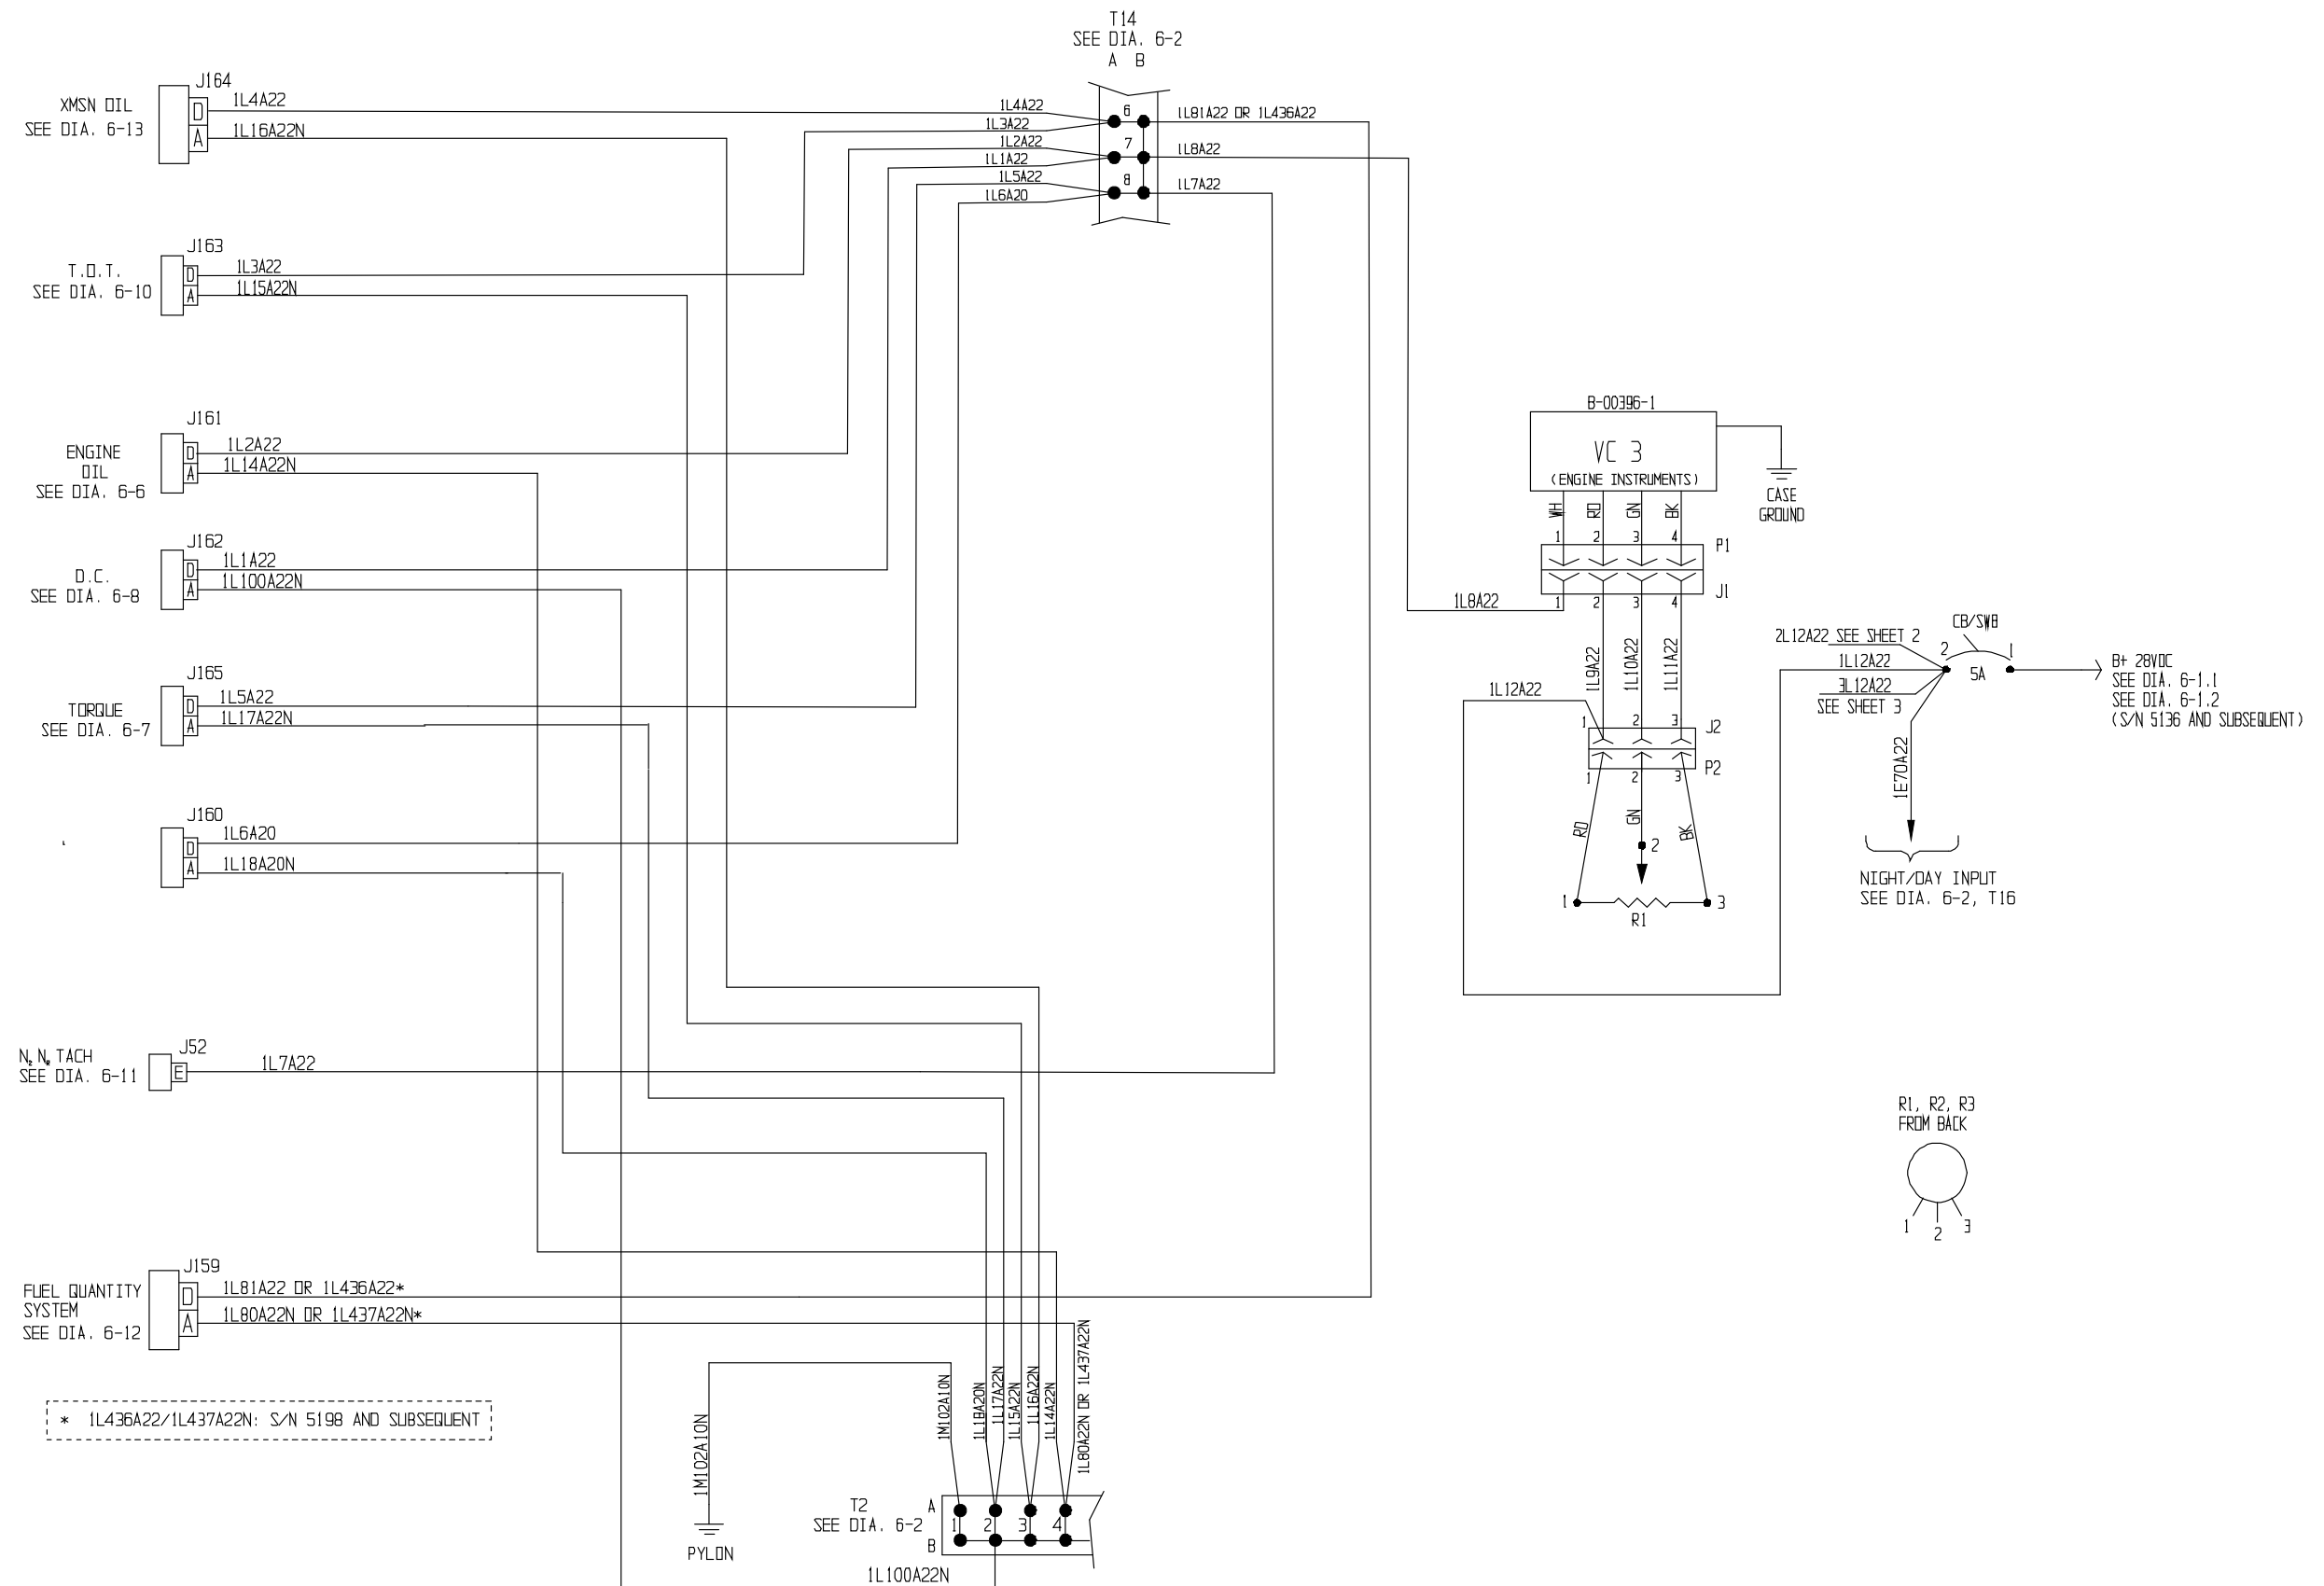 T14
SEE DIA. 6-2
A B
J164
XMSN OIL
SEE DIA. 6-13
D
A
1L4A22
1L16A22N
1L4A22
1L3A22
1L2A22
1L1A22
1L5A22
1L6A20
6
7
8
1L81A22 OR 1L436A22
1L8A22
1L7A22
J163
T.O.T.
SEE DIA. 6-10
D
A
1L3A22
1L15A22N
J161
ENGINE
OIL
SEE DIA. 6-6
D
A
1L2A22
1L14A22N
J162
D.C.
SEE DIA. 6-8
D
A
1L1A22
1L100A22N
J165
TORQUE
SEE DIA. 6-7
D
A
1L5A22
1L17A22N
J160
D
A
1L6A20
1L18A20N
B-00396-1
VC 3
(ENGINE INSTRUMENTS)
CASE
GROUND
WH
RD
GN
BK
1 2 3 4
P1
J1
1 2 3 4
1L8A22
1L9A22
1L10A22
1L11A22
1L12A22
1 2 3
J2
P2
1 2 3
RD
GN
BK
2
1
3
R1
2L12A22 SEE SHEET 2
1L12A22
3L12A22
SEE SHEET 3
CB/SW8
2
1
5A
B+ 28VDC
SEE DIA. 6-1.1
SEE DIA. 6-1.2
(S/N 5136 AND SUBSEQUENT)
1E70A22
NIGHT/DAY INPUT
SEE DIA. 6-2, T16
J52
TACH
SEE DIA. 6-11
E
1L7A22
R1, R2, R3
FROM BACK
1
2
3
J159
FUEL QUANTITY
SYSTEM
SEE DIA. 6-12
D
A
1L81A22 OR 1L436A22*
1L80A22N OR 1L437A22N*
* 1L436A22/1L437A22N: S/N 5198 AND SUBSEQUENT
1M102A10N
PYLON
1M102A10N
1L18A20N
1L17A22N
1L15A22N
1L16A22N
1L14A22N
1L80A22N OR 1L437A22N
T2
SEE DIA. 6-2
A
B
1 2 3 4
1L100A22N